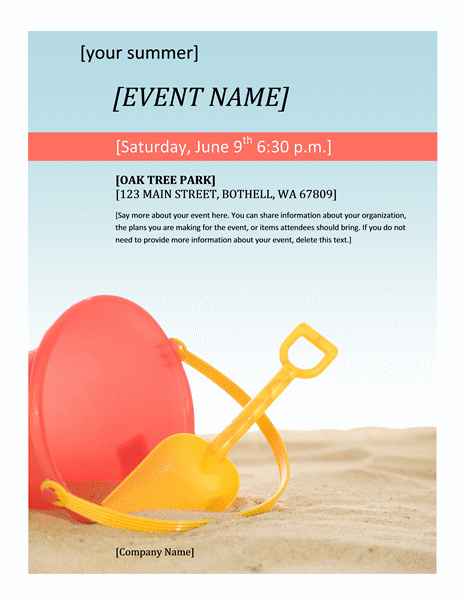 [your summer]
[EVENT NAME]
[Saturday, June 9th 6:30 p.m.]
[OAK TREE PARK]
[123 MAIN STREET, BOTHELL, WA 67809]
[Say more about your event here. You can share information about your organization,
the plans you are making for the event, or items attendees should bring. If you do not
need to provide more information about your event, delete this text.]
[Company Name]